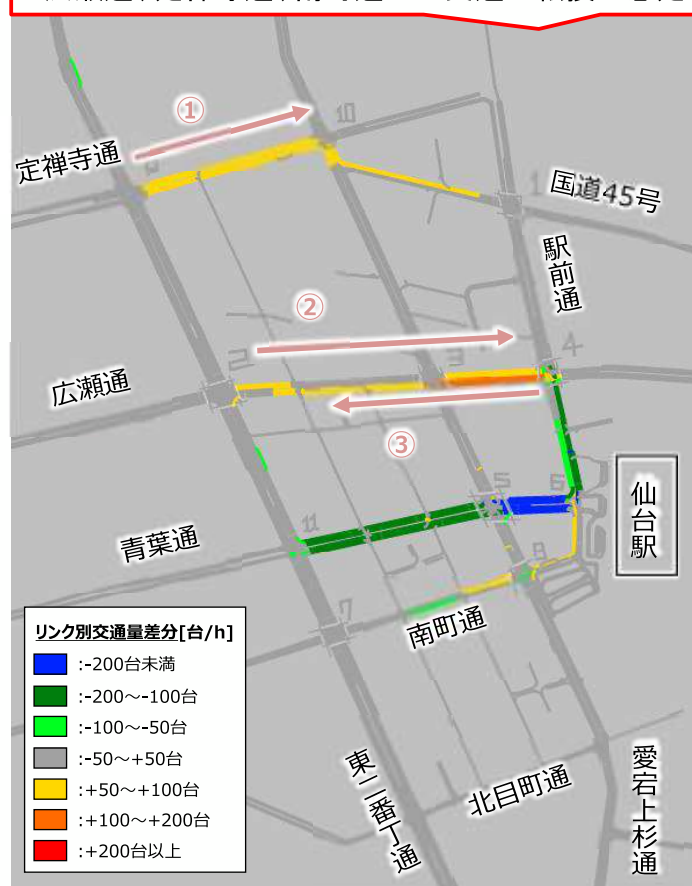 ①
10
定禅寺通
9
1
国道45号
駅前通
②
2
3
4
広瀬通
③
5
6
仙台駅
11
青葉通
8
7
南町通
リンク別交通量差分[台/h]
:-200台未満
:-200～-100台
:-100～-50台
:-50～+50台
:+50～+100台
:+100～+200台
:+200台以上
東二番丁通
北目町通
愛宕上杉通